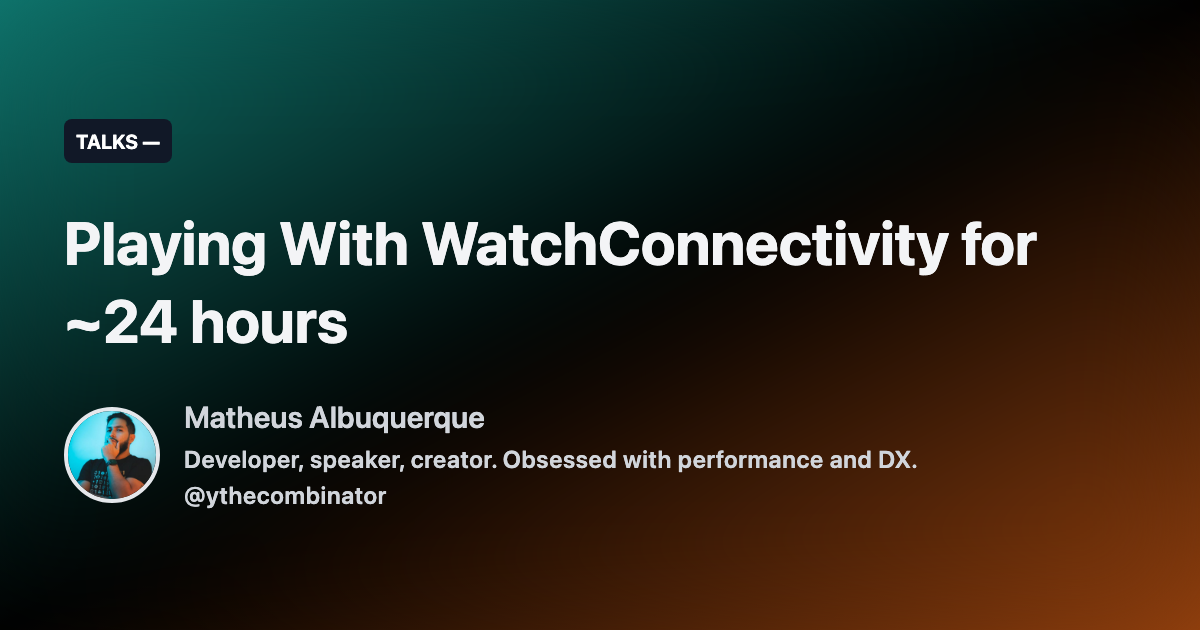 TALKS —
Playing With WatchConnectivity for
~24 hours
Matheus Albuquerque
Developer, speaker, creator. Obsessed with performance and DX.
@ythecombinator